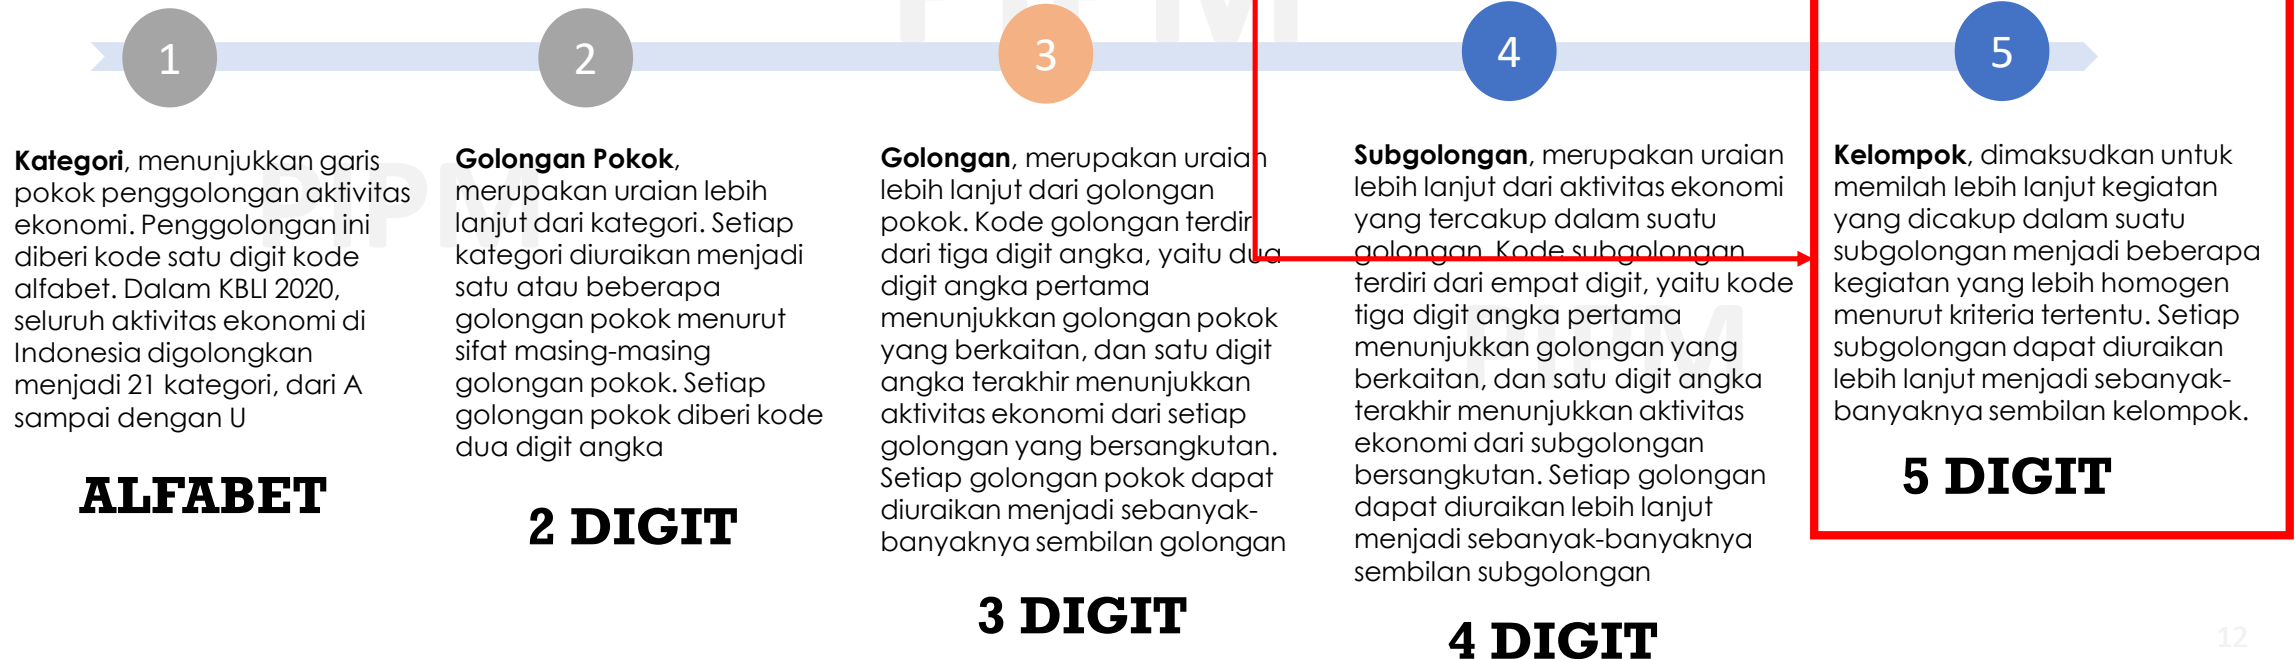 1
Kategori, menunjukkan garis
pokok penggolongan aktivitas
ekonomi. Penggolongan ini
diberi kode satu digit kode
alfabet. Dalam KBLI 2020,
seluruh aktivitas ekonomi di
Indonesia digolongkan
menjadi 21 kategori, dari A
sampai dengan U
ALFABET
2
Golongan Pokok,
merupakan uraian lebih
lanjut dari kategori. Setiap
kategori diuraikan menjadi
satu atau beberapa
golongan pokok menurut
sifat masing-masing
golongan pokok. Setiap
golongan pokok diberi kode
dua digit angka
2 DIGIT
3
Golongan, merupakan uraian
lebih lanjut dari golongan
pokok. Kode golongan terdiri
dari tiga digit angka, yaitu dua
digit angka pertama
menunjukkan golongan pokok
yang berkaitan, dan satu digit
angka terakhir menunjukkan
aktivitas ekonomi dari setiap
golongan yang bersangkutan.
Setiap golongan pokok dapat
diuraikan menjadi sebanyak-
banyaknya sembilan golongan
3 DIGIT
4
Subgolongan, merupakan uraian
lebih lanjut dari aktivitas ekonomi
yang tercakup dalam suatu
golongan. Kode subgolongan
terdiri dari empat digit, yaitu kode
tiga digit angka pertama
menunjukkan golongan yang
berkaitan, dan satu digit angka
terakhir menunjukkan aktivitas
ekonomi dari subgolongan
bersangkutan. Setiap golongan
dapat diuraikan lebih lanjut
menjadi sebanyak-banyaknya
sembilan subgolongan
4 DIGIT
5
Kelompok, dimaksudkan untuk
memilah lebih lanjut kegiatan
yang dicakup dalam suatu
subgolongan menjadi beberapa
kegiatan yang lebih homogen
menurut kriteria tertentu. Setiap
subgolongan dapat diuraikan
lebih lanjut menjadi sebanyak-
banyaknya sembilan kelompok.
5 DIGIT
12